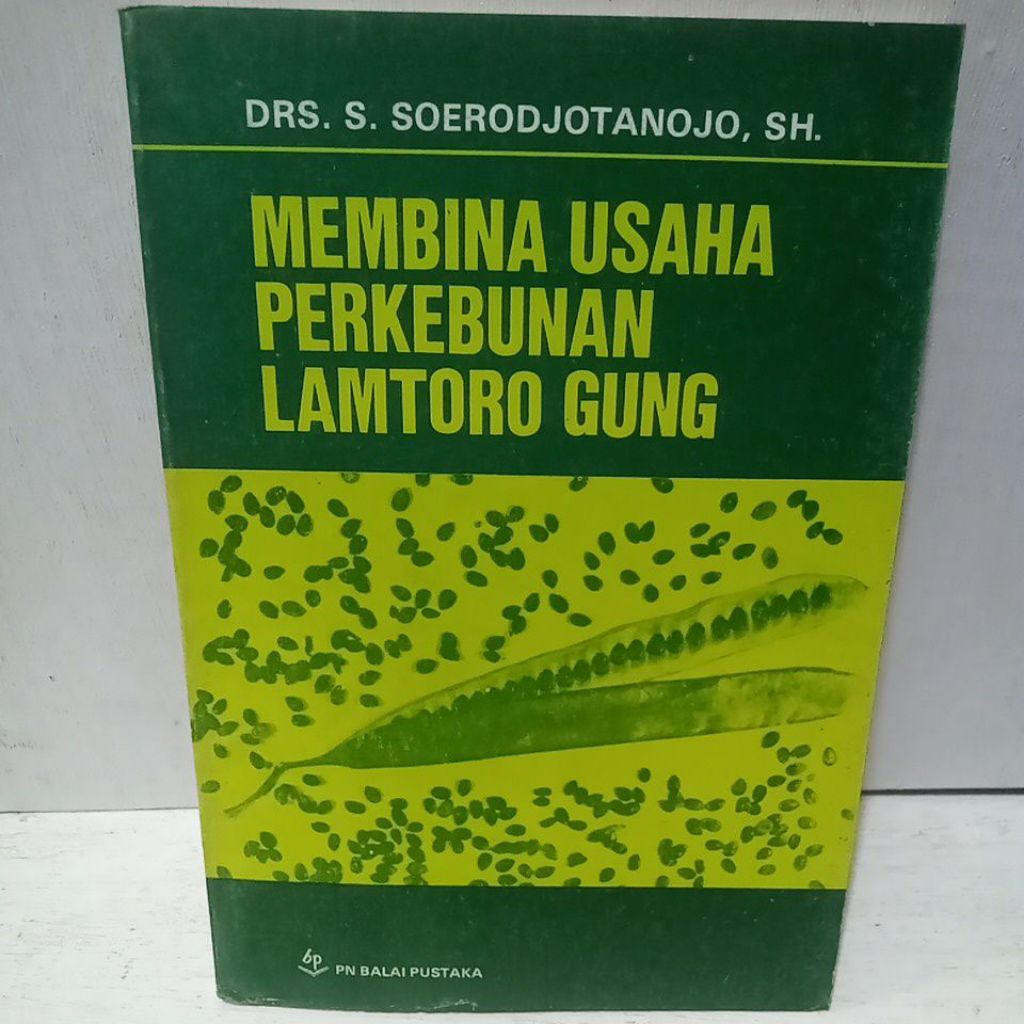 DRS. S. SOERODJOTANOJO, SH.
MEMBINA USAHA
PERKEBUNAN
LAMTORO GUNG
bp PN BALAI PUSTAKA